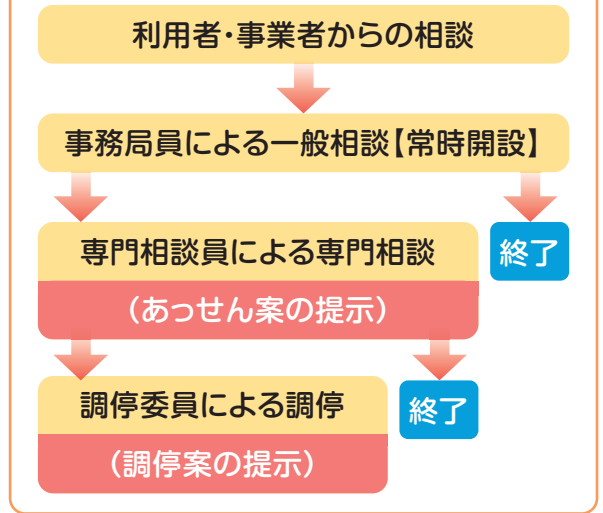 利用者・事業者からの相談
事務局員による一般相談【常時開設】
専門相談員による専門相談
終了
（あっせん案の提示）
調停委員による調停
終了
（調停案の提示）